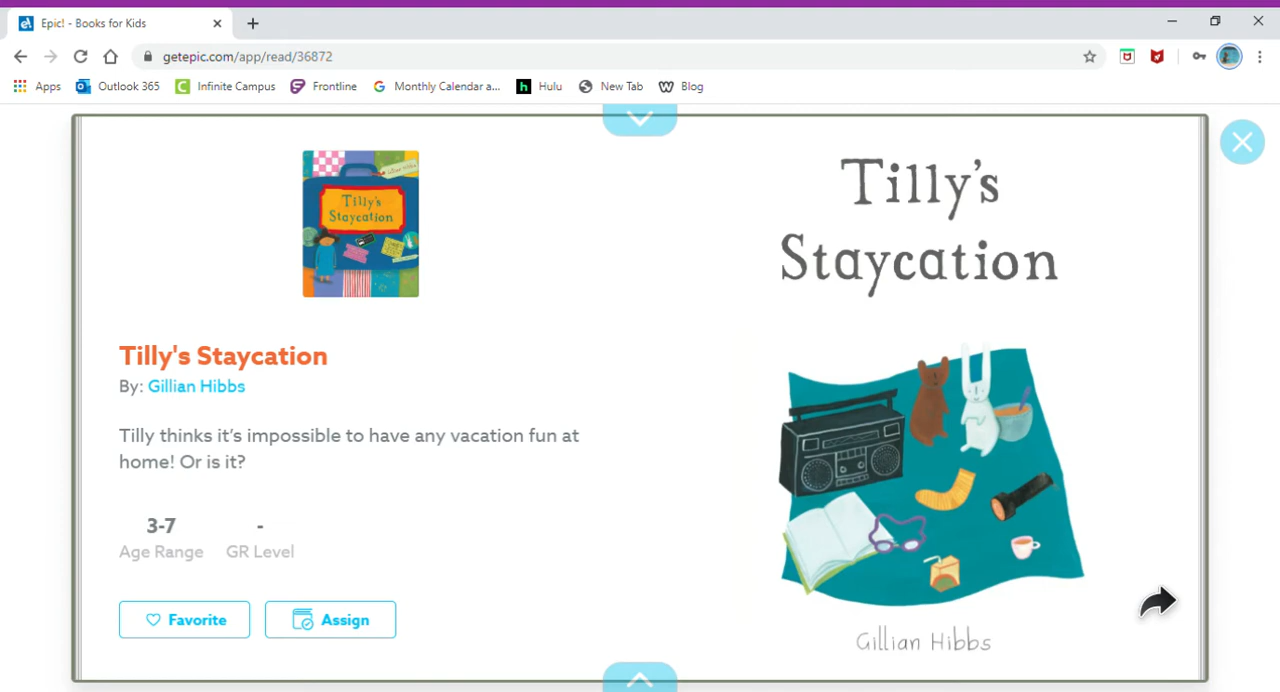 Epic! - Books for Kids
getepic.com/app/read/36872
Apps Outlook 365 Infinite Campus Frontline Monthly Calendar a... Hulu New Tab Blog
Tilly's
Staycation
Tilly's Staycation
By: Gillian Hibbs
Tilly thinks it's impossible to have any vacation fun at
home! Or is it?
3-7 -
Age Range GR Level
Favorite Assign
Tilly's
Staycation
Gillian Hibbs